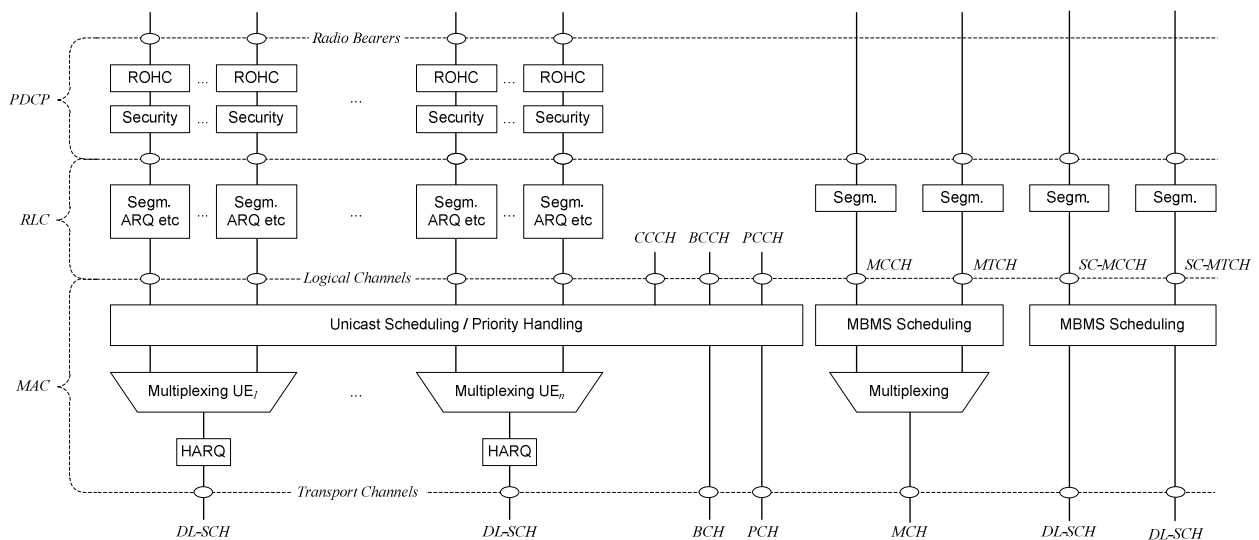 Radio Bearers
ROHC ... ROHC ROHC ... ROHC
PDCP ...
Security ... Security Security ... Security
Segm. ARQ etc ... Segm. ARQ etc ... Segm. ARQ etc ... Segm. ARQ etc Segm. Segm. Segm. Segm.
RLC
CCCH BCCH PCCH
Logical Channels MCCH MTCH SC-MCCH SC-MTCH
Unicast Scheduling / Priority Handling MBMS Scheduling MBMS Scheduling
MAC Multiplexing UE1 ... Multiplexing UEn Multiplexing
HARQ HARQ
Transport Channels
DL-SCH DL-SCH BCH PCH MCH DL-SCH DL-SCH